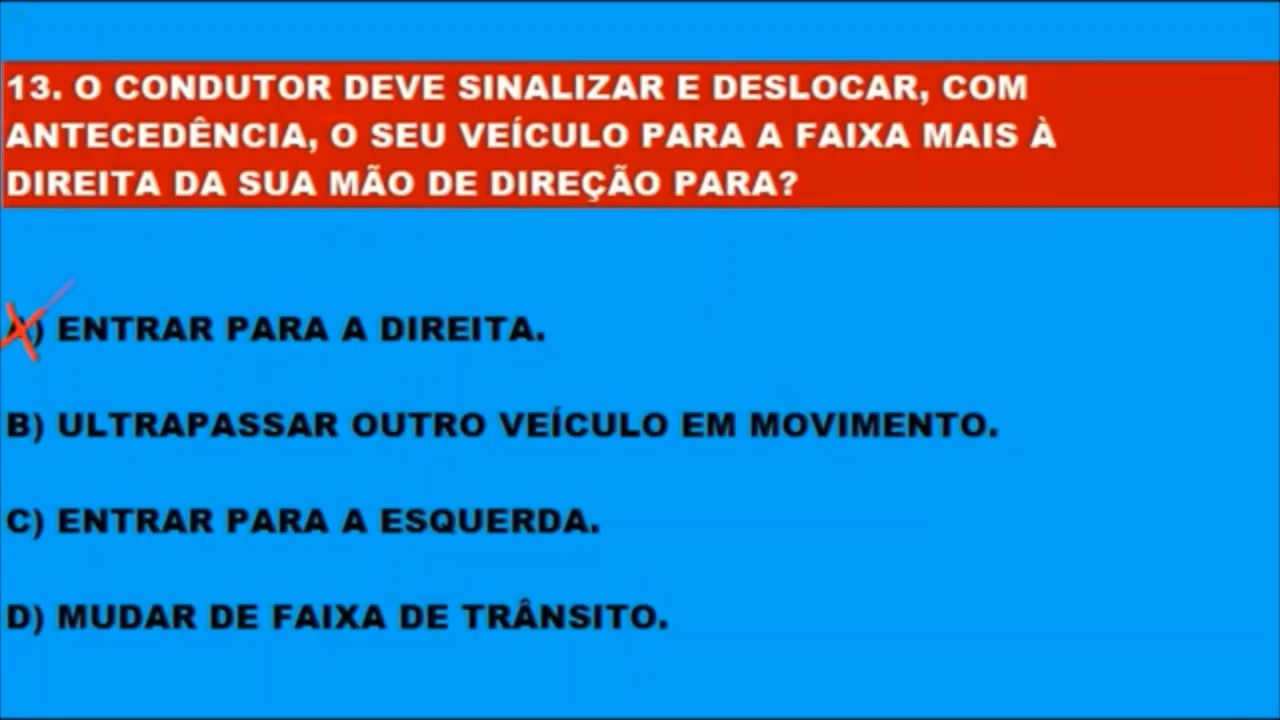 13. O CONDUTOR DEVE SINALIZAR E DESLOCAR, COM
ANTECEDÊNCIA, O SEU VEÍCULO PARA A FAIXA MAIS À
DIREITA DA SUA MÃO DE DIREÇÃO PARA?
A) ENTRAR PARA A DIREITA.
B) ULTRAPASSAR OUTRO VEÍCULO EM MOVIMENTO.
C) ENTRAR PARA A ESQUERDA.
D) MUDAR DE FAIXA DE TRÂNSITO.